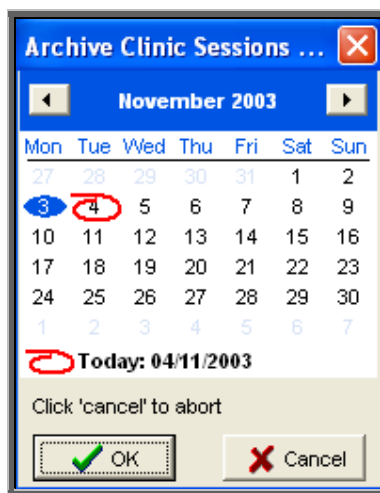 Archive Clinic Sessions ...
November 2003
Mon Tue Wed Thu Fri Sat Sun
27 28 29 30 31 1 2
3 4 5 6 7 8 9
10 11 12 13 14 15 16
17 18 19 20 21 22 23
24 25 26 27 28 29 30
1 2 3 4 5 6 7
Today: 04/11/2003
Click 'cancel' to abort
OK Cancel